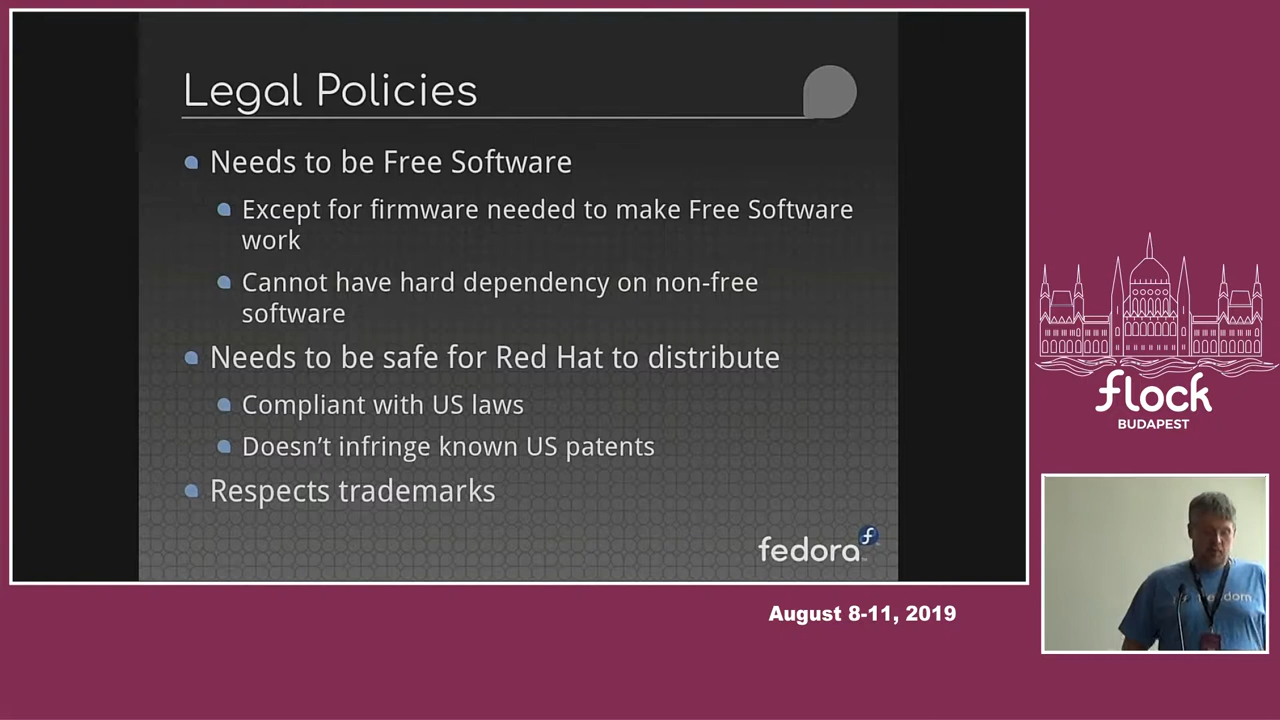 Legal Policies
Needs to be Free Software
Except for firmware needed to make Free Software
work
Cannot have hard dependency on non-free
software
Needs to be safe for Red Hat to distribute
Compliant with US laws
Doesn't infringe known US patents
Respects trademarks
fedora
flock
BUDAPEST
August 8-11, 2019